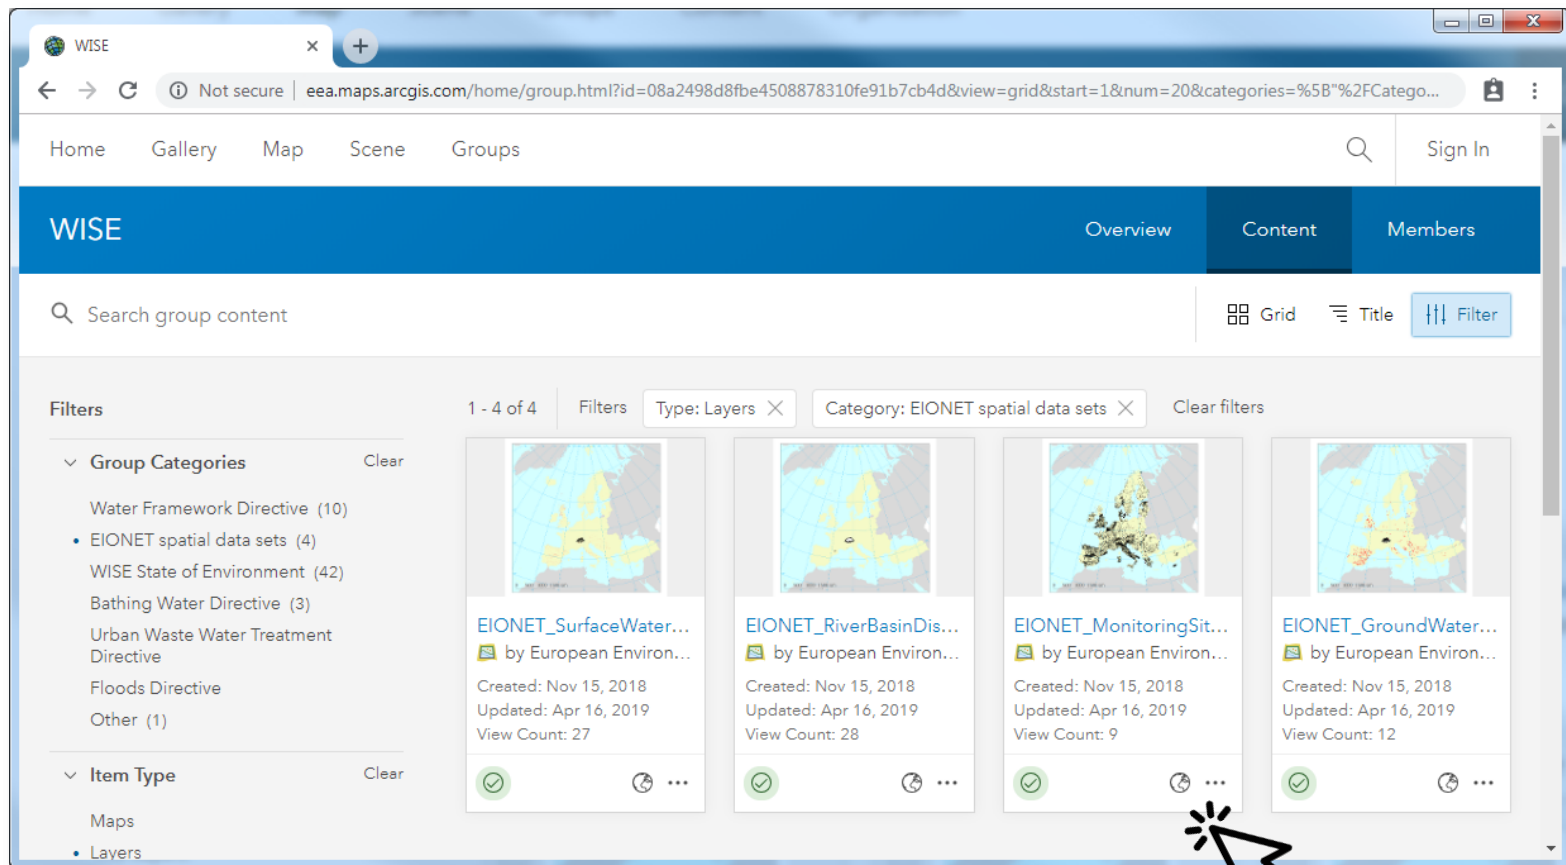 WISE
Not secure | eea.maps.arcgis.com/home/group.html?id=08a2498d8fbe4508878310fe91b7cb4d&view=grid&start=1&num=20&categories=%5B"%2FCatego...
Home Gallery Map Scene Groups Sign In
WISE Overview Content Members
Search group content Grid Title Filter
Filters
1 - 4 of 4 Filters Type: Layers Category: EIONET spatial data sets Clear filters
Group Categories Clear
Water Framework Directive (10)
EIONET spatial data sets (4)
WISE State of Environment (42)
Bathing Water Directive (3)
Urban Waste Water Treatment
Directive
Floods Directive
Other (1)
Item Type Clear
Maps
Layers
EIONET_SurfaceWater...
by European Environ...
Created: Nov 15, 2018
Updated: Apr 16, 2019
View Count: 27
EIONET_RiverBasinDis...
by European Environ...
Created: Nov 15, 2018
Updated: Apr 16, 2019
View Count: 28
EIONET_MonitoringSit...
by European Environ...
Created: Nov 15, 2018
Updated: Apr 16, 2019
View Count: 9
EIONET_GroundWater...
by European Environ...
Created: Nov 15, 2018
Updated: Apr 16, 2019
View Count: 12